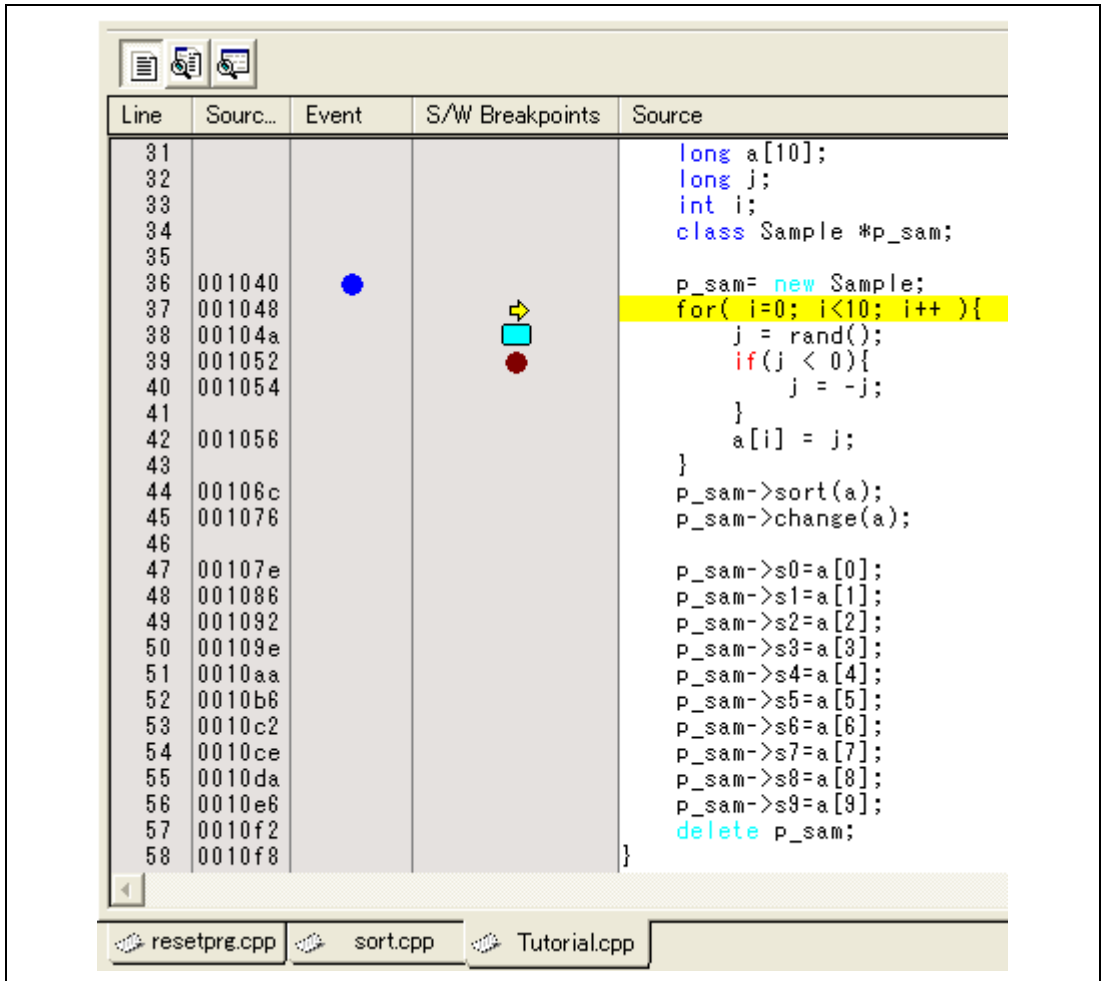 Line Sourc... Event S/W Breakpoints Source
31 long a[10];
32 long j;
33 int i;
34 class Sample *p_sam;
35
36 001040 p_sam= new Sample;
37 001048 for( i=0; i<10; i++ ){
38 00104a j = rand();
39 001052 if(j < 0){
40 001054 j = -j;
41 }
42 001056 a[i] = j;
43 }
44 00106c p_sam->sort(a);
45 001076 p_sam->change(a);
46
47 00107e p_sam->s0=a[0];
48 001086 p_sam->s1=a[1];
49 001092 p_sam->s2=a[2];
50 00109e p_sam->s3=a[3];
51 0010aa p_sam->s4=a[4];
52 0010b6 p_sam->s5=a[5];
53 0010c2 p_sam->s6=a[6];
54 0010ce p_sam->s7=a[7];
55 0010da p_sam->s8=a[8];
56 0010e6 p_sam->s9=a[9];
57 0010f2 delete p_sam;
58 0010f8 }
resetprg.cpp sort.cpp Tutorial.cpp